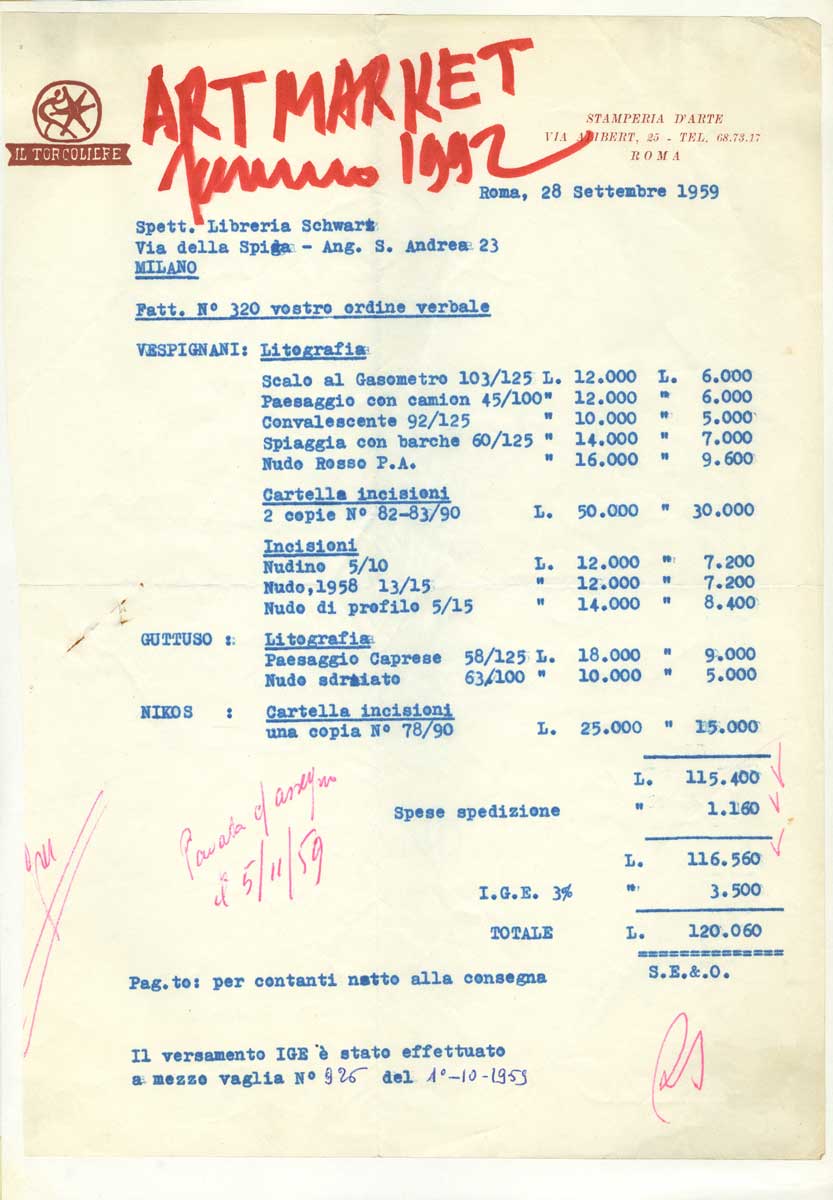 ART MARKET
1992
IL TORCOLIERE
STAMPERIA D'ARTE
VIA ALIBERT, 25 - TEL. 68.73.17
ROMA
Roma, 28 Settembre 1959
Spett. Libreria Schwarz
Via della Spiga - Ang. S. Andrea 23
MILANO
Fatt. N° 320 vostro ordine verbale
VESPIGNANI: Litografia
Scalo al Gasometro 103/125 L. 12.000 L. 6.000
Paesaggio con camion 45/100 " 12.000 " 6.000
Convalescente 92/125 " 10.000 " 5.000
Spiaggia con barche 60/125 " 14.000 " 7.000
Nudo Rosso P.A. " 16.000 " 9.600
Cartella incisioni
2 copie N° 82-83/90 L. 50.000 " 30.000
Incisioni
Nudino 5/10 L. 12.000 " 7.200
Nudo,1958 13/15 " 12.000 " 7.200
Nudo di profilo 5/15 " 14.000 " 8.400
GUTTUSO : Litografia
Paesaggio Caprese 58/125 L. 18.000 " 9.000
Nudo sdraiato 63/100 " 10.000 " 5.000
NIKOS : Cartella incisioni
una copia N° 78/90 L. 25.000 " 15.000
L. 115.400
Spese spedizione " 1.160
L. 116.560
I.G.E. 3% " 3.500
TOTALE L. 120.060
S.E.&.O.
Pagata c/ assegno
il 5/11/59
Pag.to: per contanti netto alla consegna
Il versamento IGE è stato effettuato
a mezzo vaglia N° 926 del 1°-10-1959